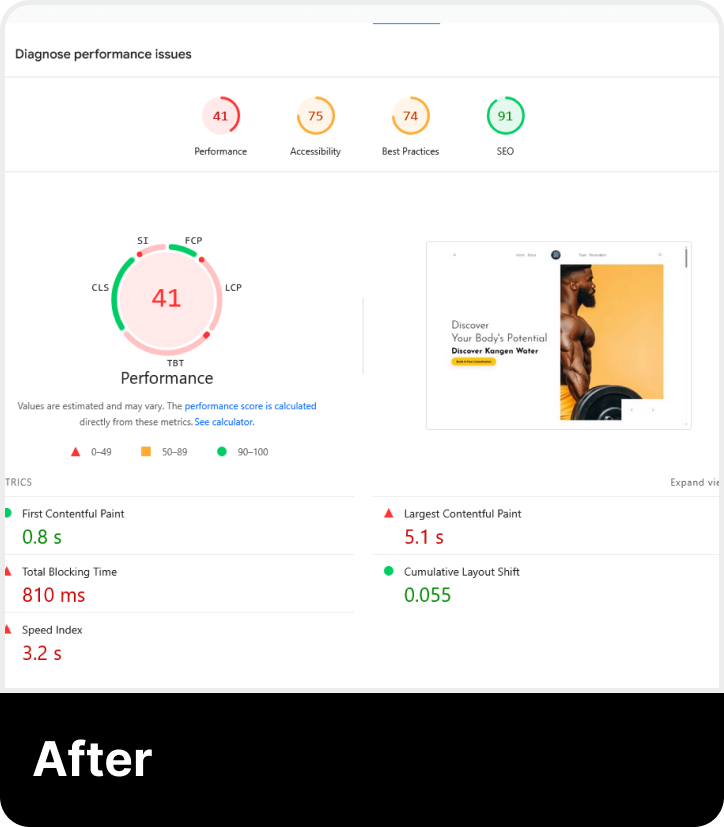 Diagnose performance issues
41 75 74 91
Performance Accessibility Best Practices SEO
SI FCP
CLS LCP
41
TBT
Performance
Values are estimated and may vary. The performance score is calculated
directly from these metrics. See calculator.
0–49 50–89 90–100
Discover
Your Body's Potential
Discover Kangen Water
TRICS Expand vie
First Contentful Paint
0.8 s
Largest Contentful Paint
5.1 s
Total Blocking Time
810 ms
Cumulative Layout Shift
0.055
Speed Index
3.2 s
After